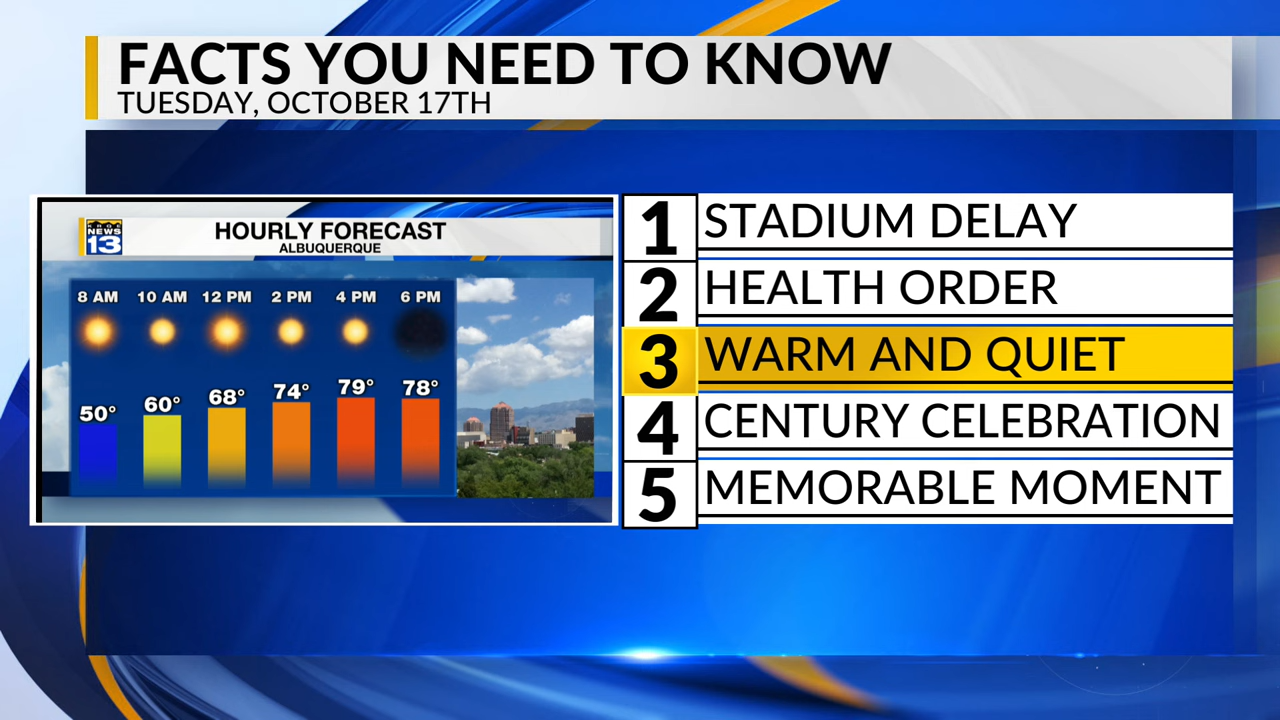 FACTS YOU NEED TO KNOW
TUESDAY, OCTOBER 17TH
KRQE
NEWS
13
HOURLY FORECAST
ALBUQUERQUE
8 AM 10 AM 12 PM 2 PM 4 PM 6 PM
50° 60° 68° 74° 79° 78°
1 STADIUM DELAY
2 HEALTH ORDER
3 WARM AND QUIET
4 CENTURY CELEBRATION
5 MEMORABLE MOMENT